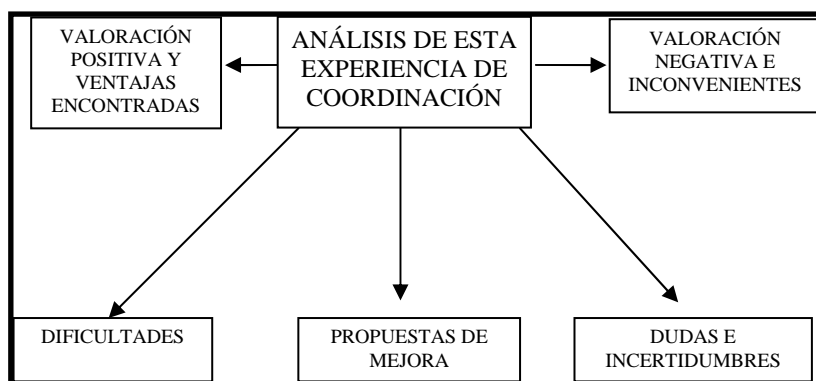 VALORACIÓN
POSITIVA Y
VENTAJAS
ENCONTRADAS
ANÁLISIS DE ESTA
EXPERIENCIA DE
COORDINACIÓN
VALORACIÓN
NEGATIVA E
INCONVENIENTES
DIFICULTADES
PROPUESTAS DE
MEJORA
DUDAS E
INCERTIDUMBRES